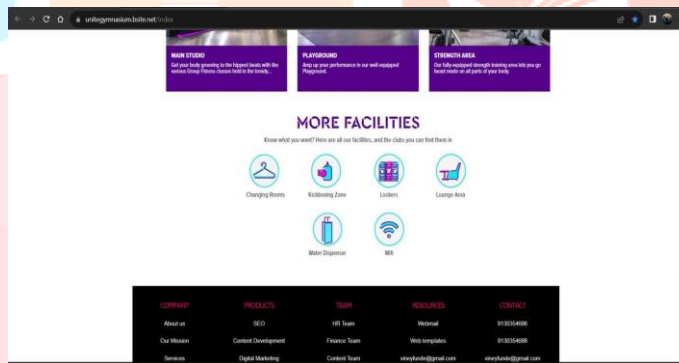 unitegymnasium.bsite.net/index
MAIN STUDIO
Get your body grooving to the hippest beats with the
various Group Fitness classes held in the trendy...
PLAYGROUND
Amp up your performance in our well-equipped
Playground.
STRENGTH AREA
Our fully-equipped strength training area lets you go
beast mode on all parts of your body.
MORE FACILITIES
Know what you want? Here are all our facilities, and the clubs you can find them in
Changing Rooms
Kickboxing Zone
Lockers
Lounge Area
Water Dispenser
Wifi
COMPANY PRODUCTS TEAM RESOURCES CONTACT
About us SEO HR Team Webmail 9130354686
Our Mission Content Development Finance Team Web templates 9130354686
Services Digital Marketing Content Team vineyfunde@gmail.com vineyfunde@gmail.com